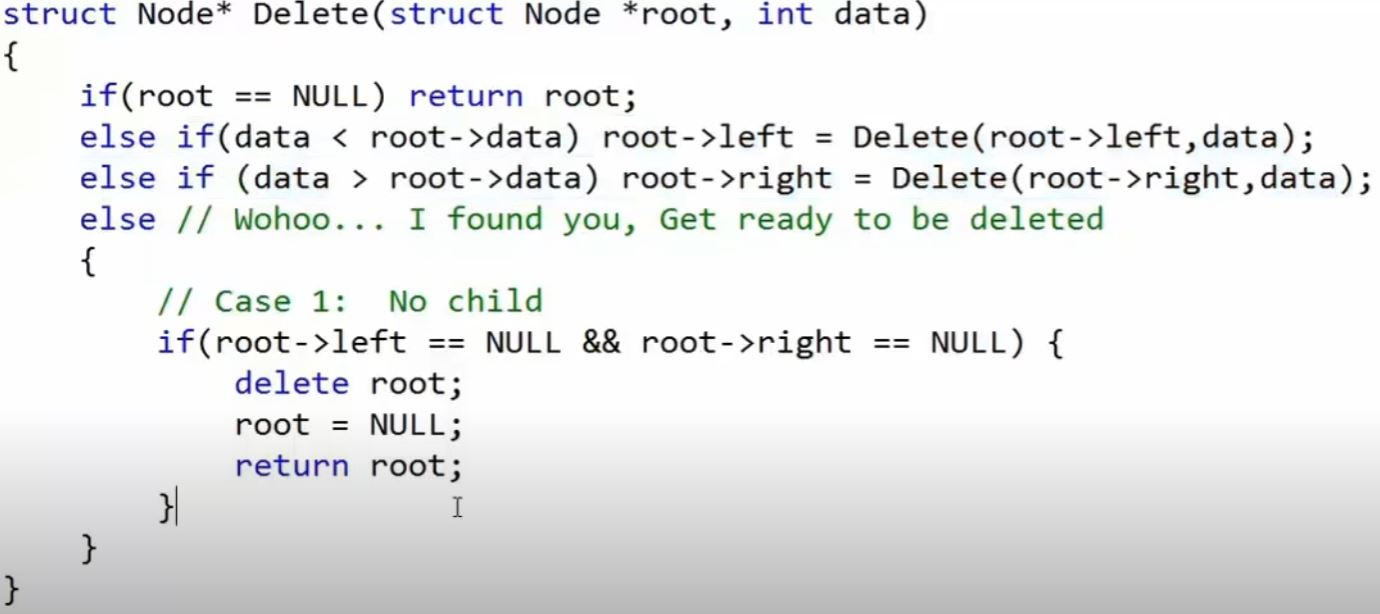 struct Node* Delete(struct Node *root, int data)
{
    if(root == NULL) return root;
    else if(data < root->data) root->left = Delete(root->left,data);
    else if (data > root->data) root->right = Delete(root->right,data);
    else // Wohoo... I found you, Get ready to be deleted
    {
        // Case 1:  No child
        if(root->left == NULL && root->right == NULL) {
            delete root;
            root = NULL;
            return root;
        }
    }
}